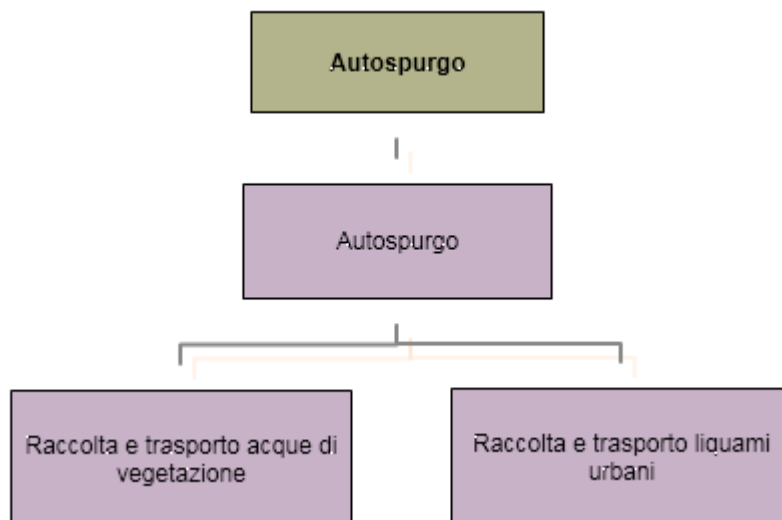 Autospurgo
Autospurgo
Raccolta e trasporto acque di
vegetazione
Raccolta e trasporto liquami
urbani